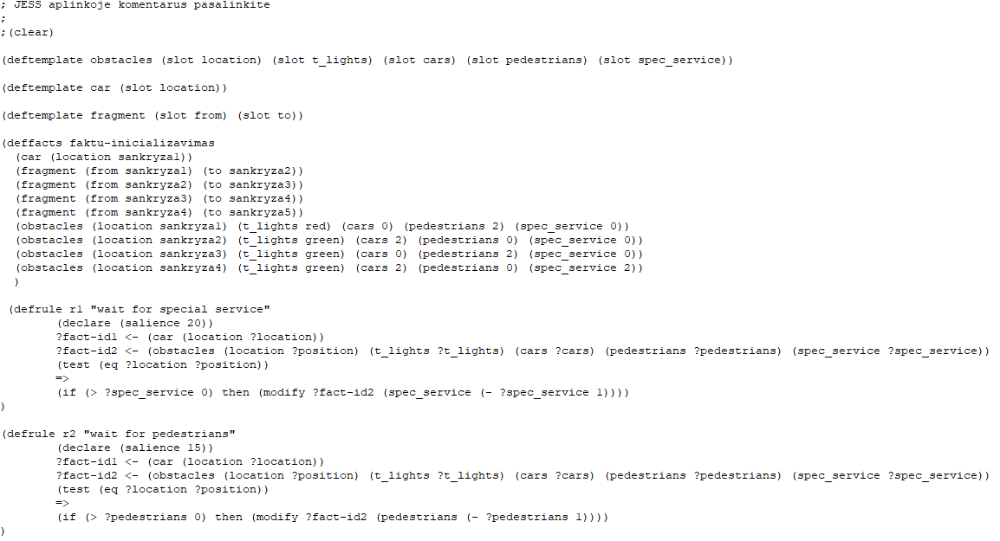 ; JESS aplinkoje komentarus pasalinkite
;
;(clear)
(deftemplate obstacles (slot location) (slot t_lights) (slot cars) (slot pedestrians) (slot spec_service))
(deftemplate car (slot location))
(deftemplate fragment (slot from) (slot to))
(deffacts faktu-inicializavimas
  (car (location sankryza1))
  (fragment (from sankryza1) (to sankryza2))
  (fragment (from sankryza2) (to sankryza3))
  (fragment (from sankryza3) (to sankryza4))
  (fragment (from sankryza4) (to sankryza5))
  (obstacles (location sankryza1) (t_lights red) (cars 0) (pedestrians 2) (spec_service 0))
  (obstacles (location sankryza2) (t_lights green) (cars 2) (pedestrians 0) (spec_service 0))
  (obstacles (location sankryza3) (t_lights green) (cars 0) (pedestrians 2) (spec_service 0))
  (obstacles (location sankryza4) (t_lights green) (cars 2) (pedestrians 0) (spec_service 2))
  )
 (defrule r1 "wait for special service"
        (declare (salience 20))
        ?fact-id1 <- (car (location ?location))
        ?fact-id2 <- (obstacles (location ?position) (t_lights ?t_lights) (cars ?cars) (pedestrians ?pedestrians) (spec_service ?spec_service))
        (test (eq ?location ?position))
        =>
        (if (> ?spec_service 0) then (modify ?fact-id2 (spec_service (- ?spec_service 1))))
)
(defrule r2 "wait for pedestrians"
        (declare (salience 15))
        ?fact-id1 <- (car (location ?location))
        ?fact-id2 <- (obstacles (location ?position) (t_lights ?t_lights) (cars ?cars) (pedestrians ?pedestrians) (spec_service ?spec_service))
        (test (eq ?location ?position))
        =>
        (if (> ?pedestrians 0) then (modify ?fact-id2 (pedestrians (- ?pedestrians 1))))
)